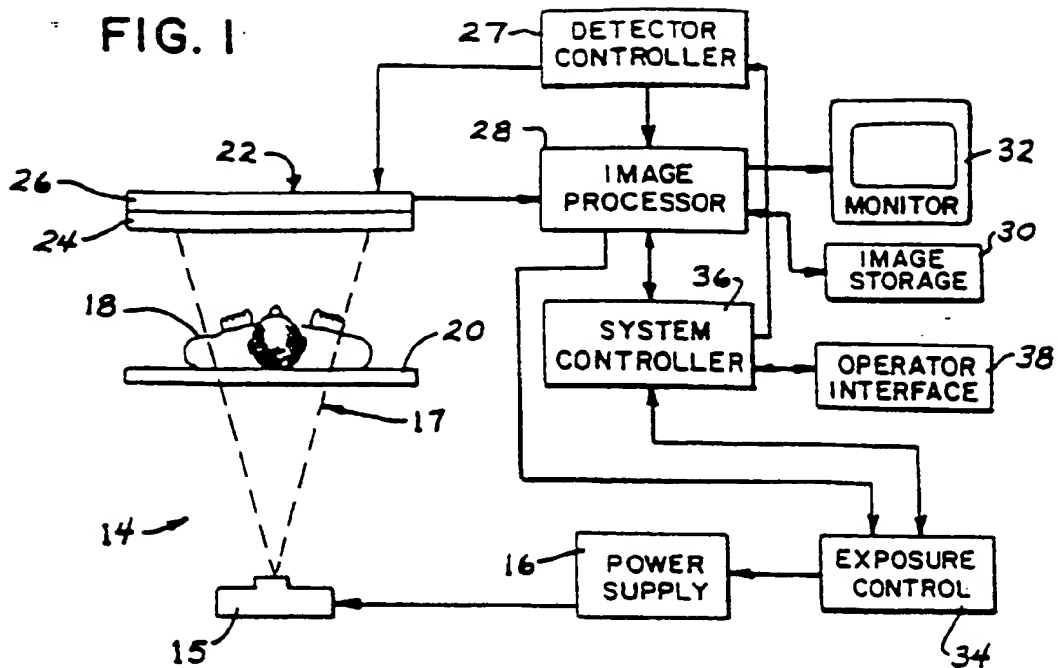 FIG. 1
27
DETECTOR
CONTROLLER
28
IMAGE
PROCESSOR
22
26
24
32
MONITOR
30
IMAGE
STORAGE
36
SYSTEM
CONTROLLER
18
20
OPERATOR
INTERFACE
38
17
14
16
POWER
SUPPLY
EXPOSURE
CONTROL
15
34